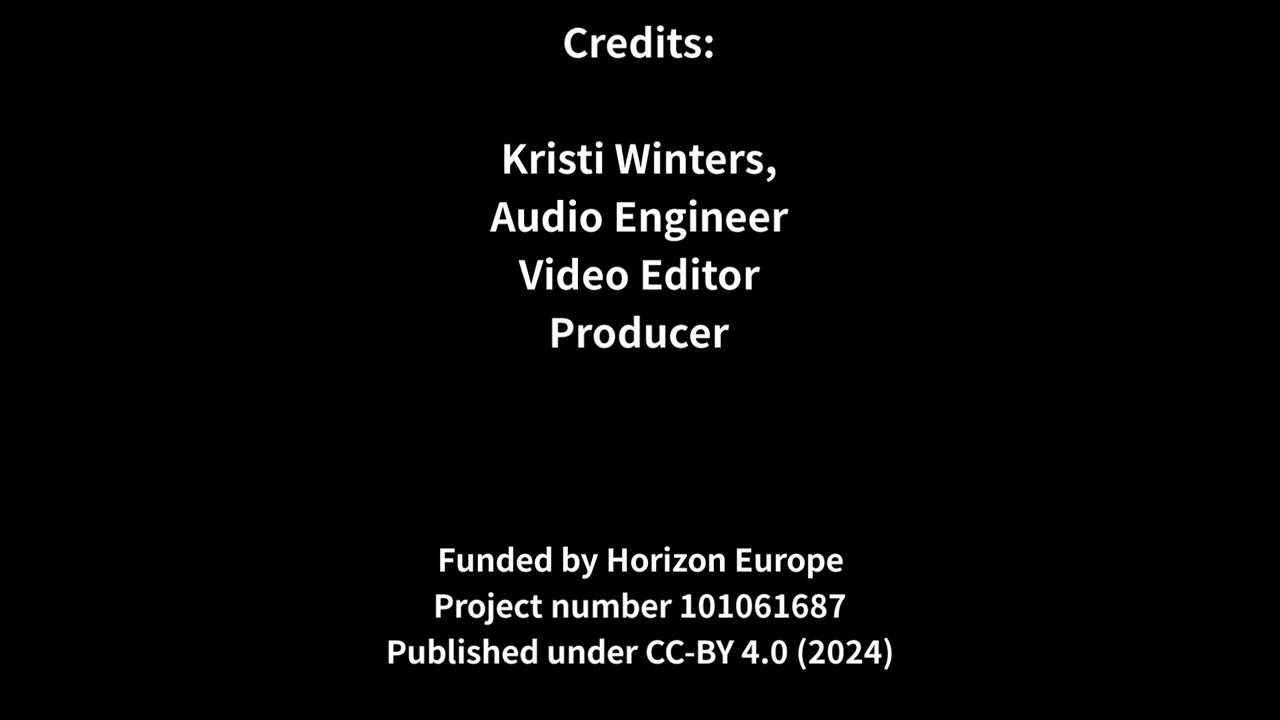 Credits:
Kristi Winters,
Audio Engineer
Video Editor
Producer
Funded by Horizon Europe
Project number 101061687
Published under CC-BY 4.0 (2024)